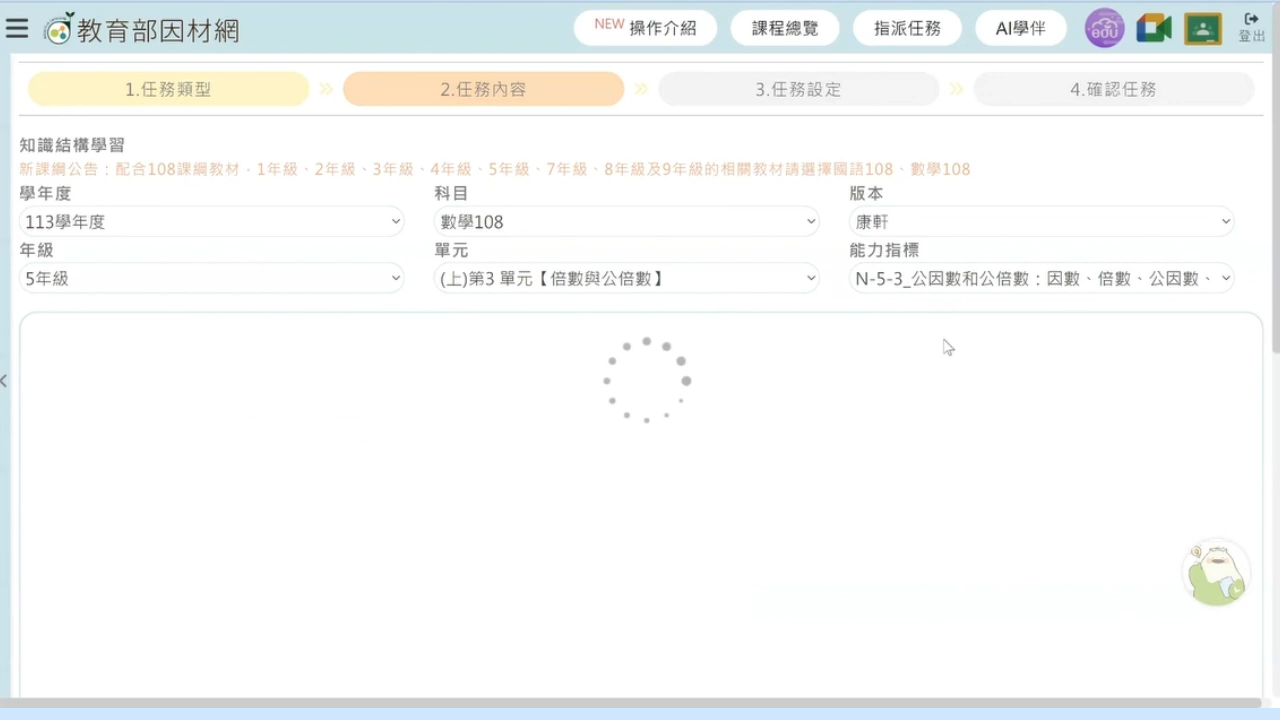 教育部因材網
NEW 操作介紹
課程總覽
指派任務
AI學伴
edu
登出
1.任務類型
2.任務內容
3.任務設定
4.確認任務
知識結構學習
新課綱公告：配合108課綱教材，1年級、2年級、3年級、4年級、5年級、7年級、8年級及9年級的相關教材請選擇國語108、數學108
學年度
科目
版本
113學年度
數學108
康軒
年級
單元
能力指標
5年級
(上)第3 單元【倍數與公倍數】
N-5-3_公因數和公倍數：因數、倍數、公因數、